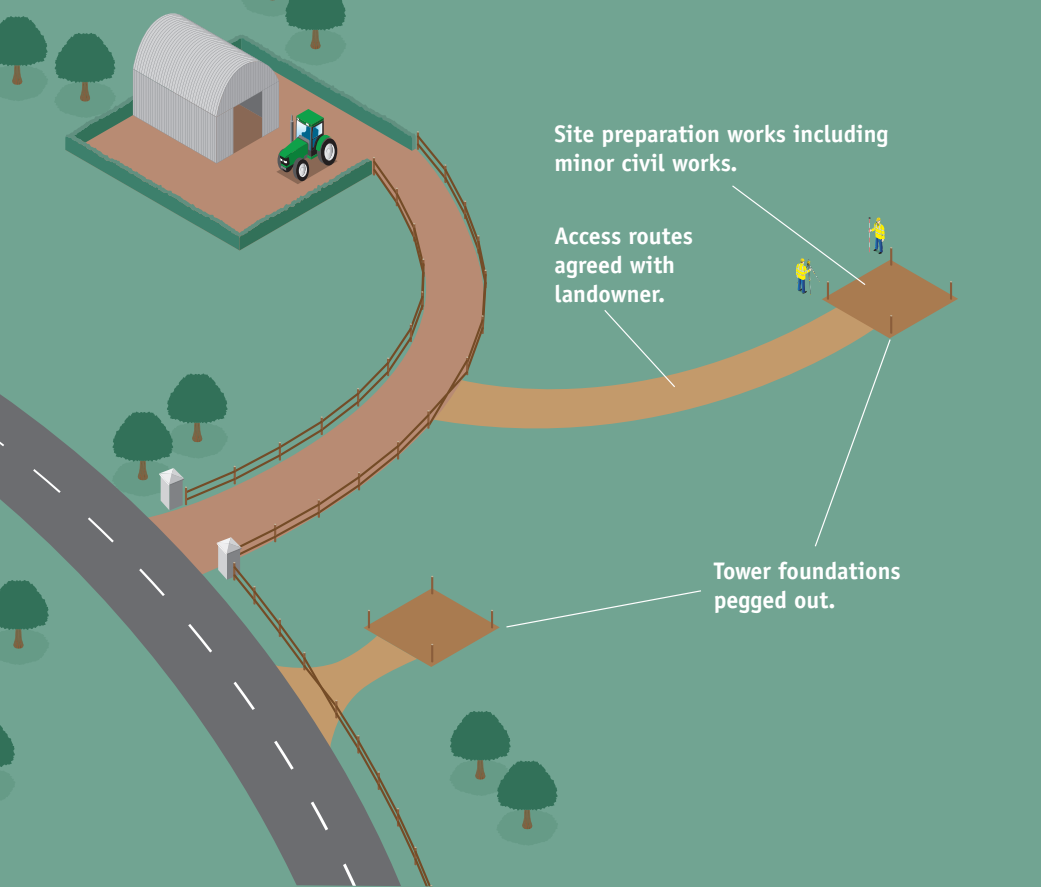 Site preparation works including
minor civil works.
Access routes
agreed with
landowner.
Tower foundations
pegged out.